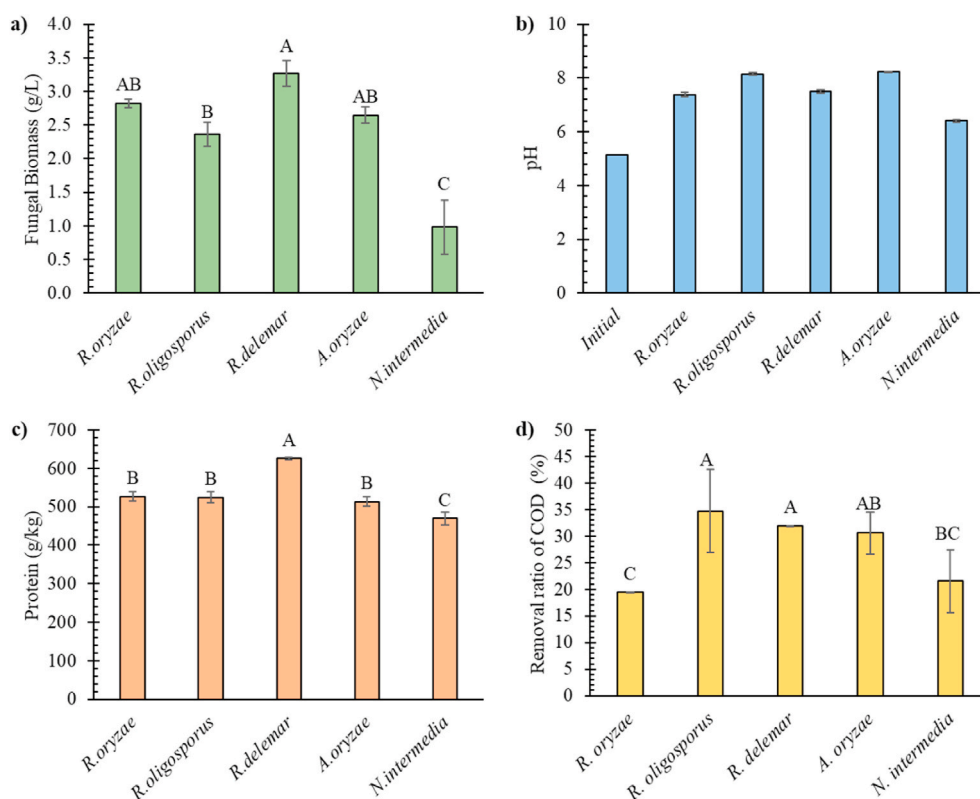 a)
Fungal Biomass (g/L)
4.0
3.5
3.0
2.5
2.0
1.5
1.0
0.5
0.0
AB
B
A
AB
C
R.oryzae
R.oligosporus
R.delemar
A.oryzae
N.intermedia
b)
pH
10
8
6
4
2
0
Initial
R.oryzae
R.oligosporus
R.delemar
A.oryzae
N.intermedia
c)
Protein (g/kg)
700
600
500
400
300
200
100
0
B
B
A
B
C
R.oryzae
R.oligosporus
R.delemar
A.oryzae
N.intermedia
d)
Removal ratio of COD (%)
50
45
40
35
30
25
20
15
10
5
0
C
A
A
AB
BC
R. oryzae
R. oligosporus
R. delemar
A. oryzae
N. intermedia